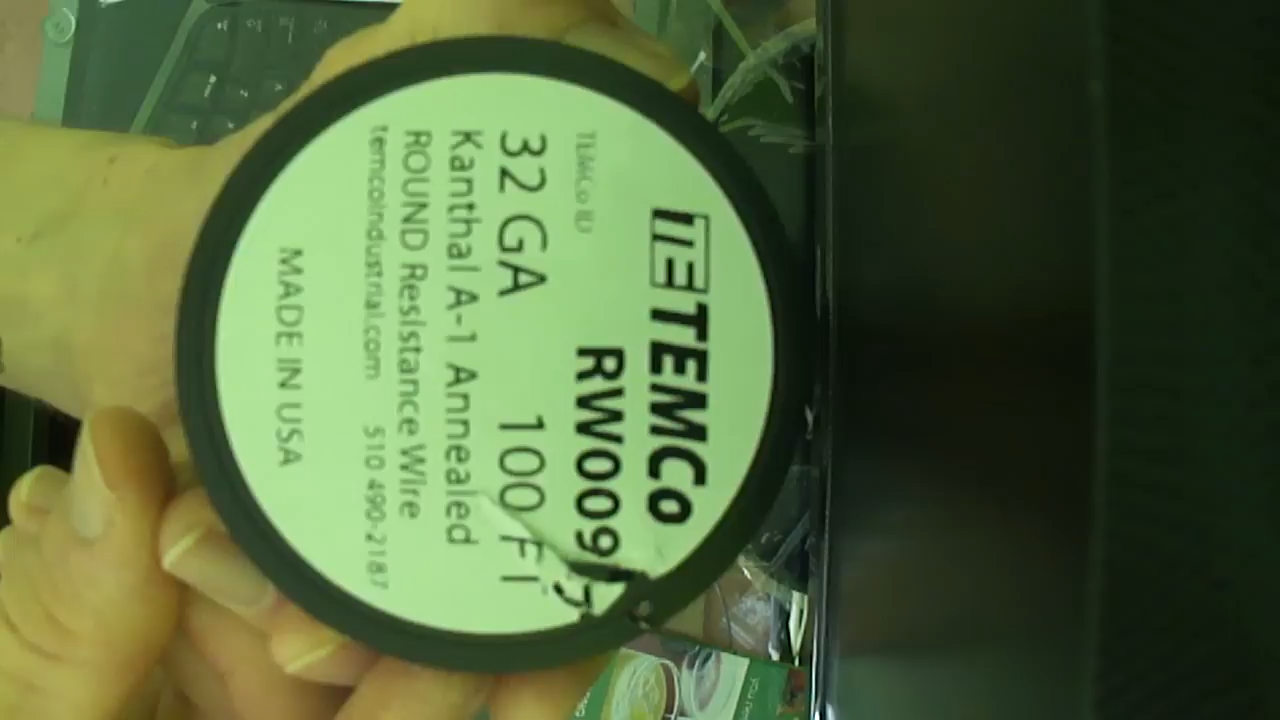 TEMCo
TEMCo ID
32 GA 100 FT
Kanthal A-1 Annealed
ROUND Resistance Wire
temcoindustrial.com 510 490-2187
MADE IN USA